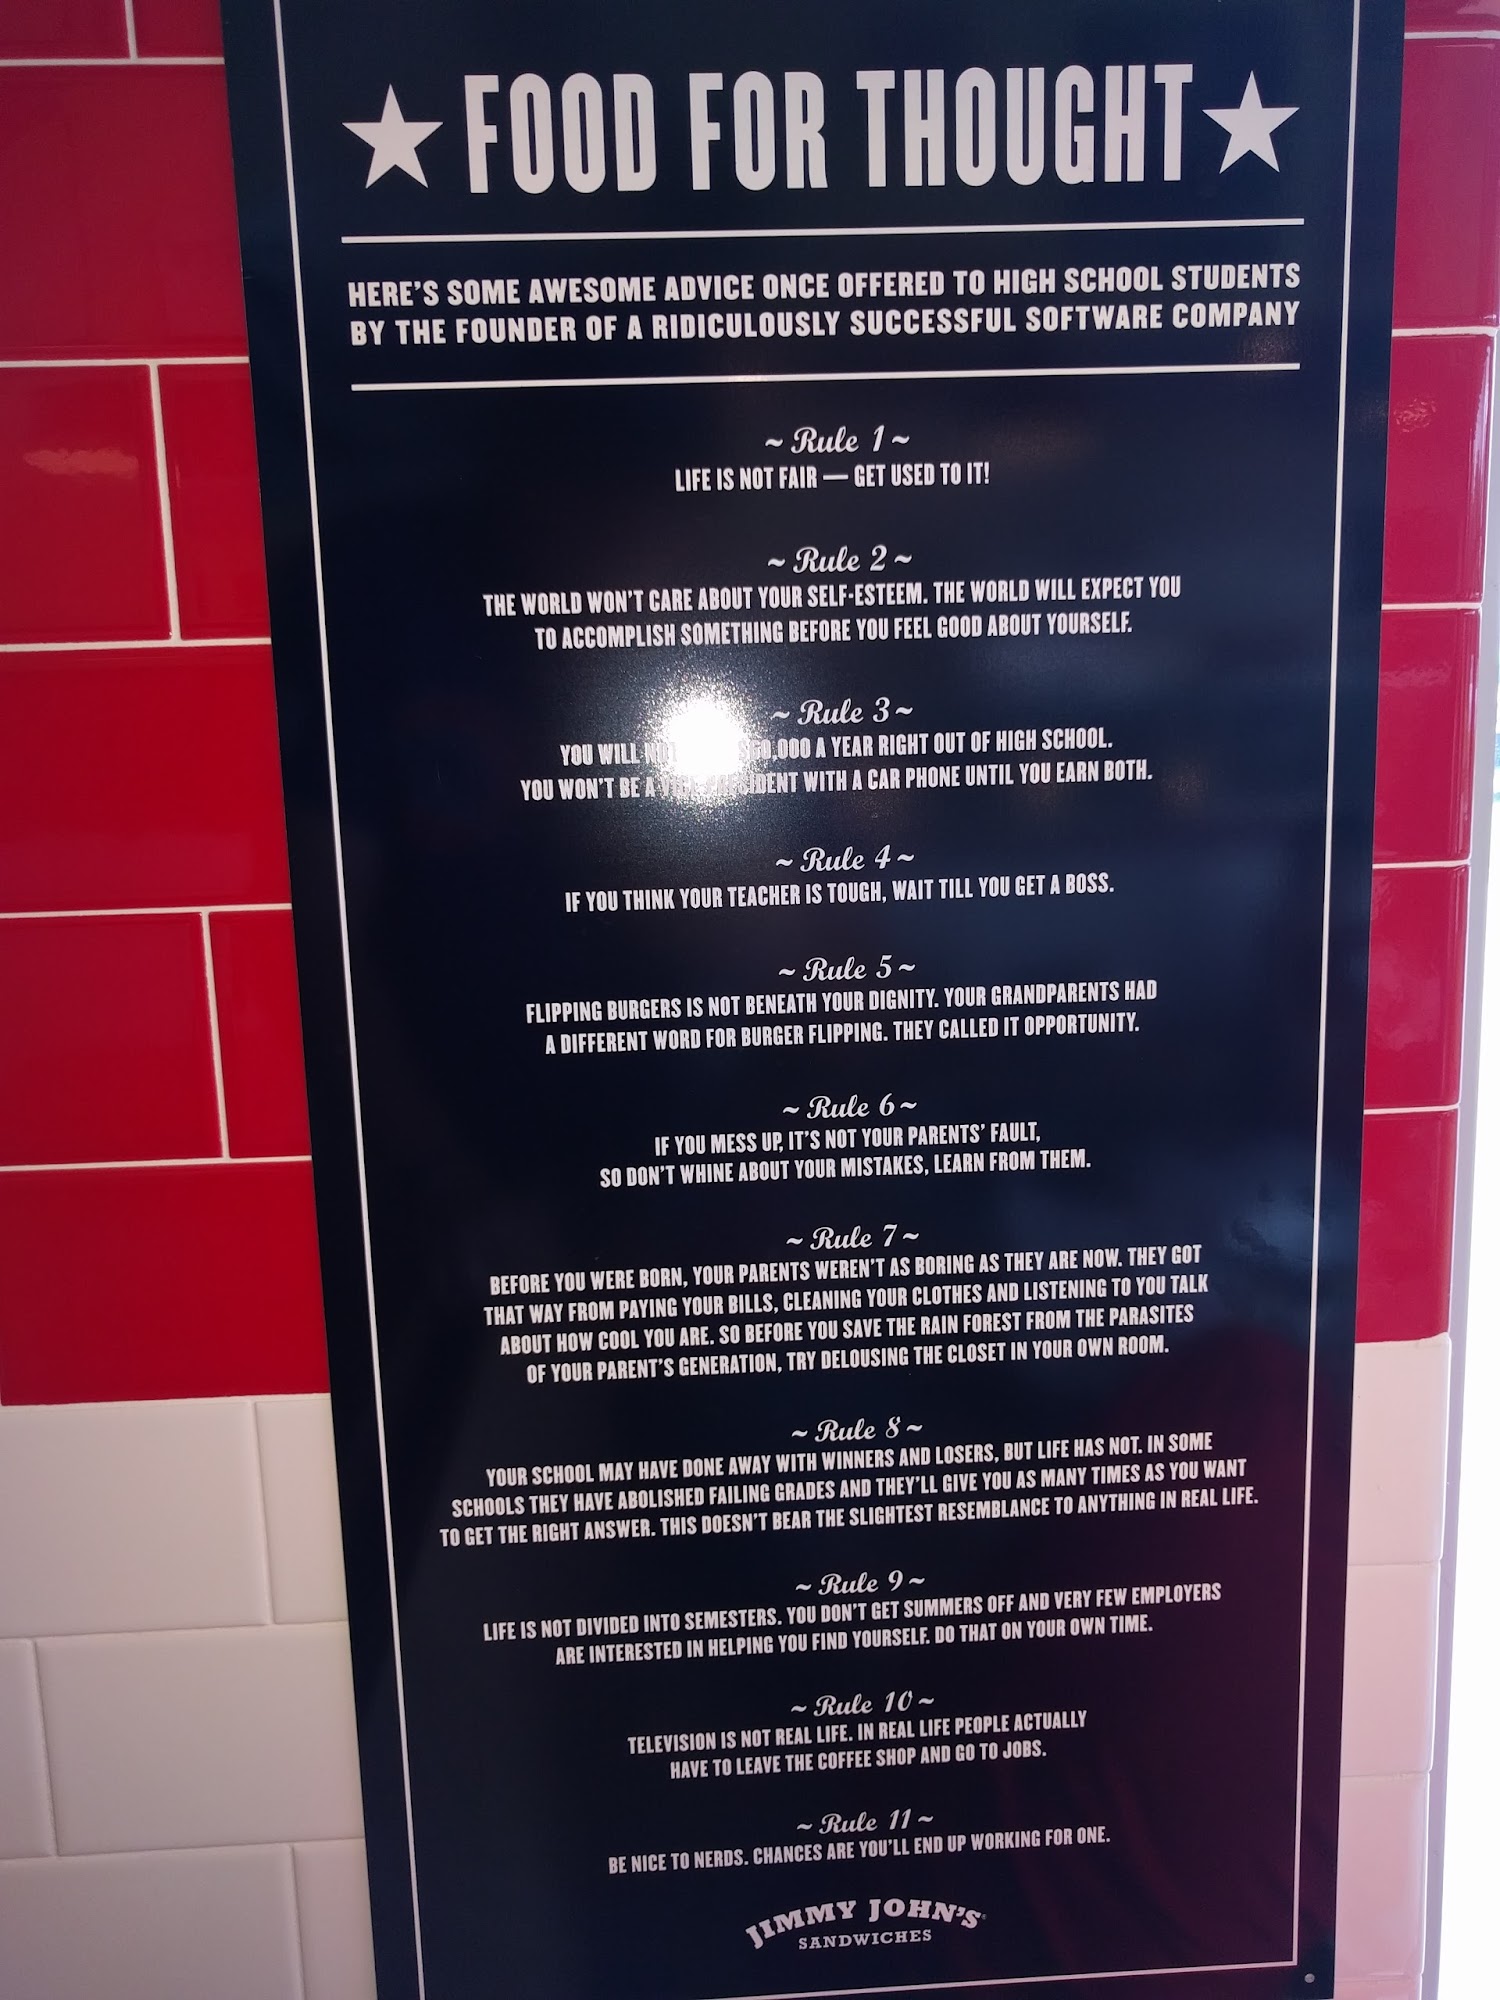 FOOD FOR THOUGHT
HERE'S SOME AWESOME ADVICE ONCE OFFERED TO HIGH SCHOOL STUDENTS
BY THE FOUNDER OF A RIDICULOUSLY SUCCESSFUL SOFTWARE COMPANY
~ Rule 1 ~
LIFE IS NOT FAIR — GET USED TO IT!
~ Rule 2 ~
THE WORLD WON'T CARE ABOUT YOUR SELF-ESTEEM. THE WORLD WILL EXPECT YOU
TO ACCOMPLISH SOMETHING BEFORE YOU FEEL GOOD ABOUT YOURSELF.
~ Rule 3 ~
YOU WILL NOT $60,000 A YEAR RIGHT OUT OF HIGH SCHOOL.
YOU WON'T BE A VICE PRESIDENT WITH A CAR PHONE UNTIL YOU EARN BOTH.
~ Rule 4 ~
IF YOU THINK YOUR TEACHER IS TOUGH, WAIT TILL YOU GET A BOSS.
~ Rule 5 ~
FLIPPING BURGERS IS NOT BENEATH YOUR DIGNITY. YOUR GRANDPARENTS HAD
A DIFFERENT WORD FOR BURGER FLIPPING. THEY CALLED IT OPPORTUNITY.
~ Rule 6 ~
IF YOU MESS UP, IT'S NOT YOUR PARENTS' FAULT,
SO DON'T WHINE ABOUT YOUR MISTAKES, LEARN FROM THEM.
~ Rule 7 ~
BEFORE YOU WERE BORN, YOUR PARENTS WEREN'T AS BORING AS THEY ARE NOW. THEY GOT
THAT WAY FROM PAYING YOUR BILLS, CLEANING YOUR CLOTHES AND LISTENING TO YOU TALK
ABOUT HOW COOL YOU ARE. SO BEFORE YOU SAVE THE RAIN FOREST FROM THE PARASITES
OF YOUR PARENT'S GENERATION, TRY DELOUSING THE CLOSET IN YOUR OWN ROOM.
~ Rule 8 ~
YOUR SCHOOL MAY HAVE DONE AWAY WITH WINNERS AND LOSERS, BUT LIFE HAS NOT. IN SOME
SCHOOLS THEY HAVE ABOLISHED FAILING GRADES AND THEY'LL GIVE YOU AS MANY TIMES AS YOU WANT
TO GET THE RIGHT ANSWER. THIS DOESN'T BEAR THE SLIGHTEST RESEMBLANCE TO ANYTHING IN REAL LIFE.
~ Rule 9 ~
LIFE IS NOT DIVIDED INTO SEMESTERS. YOU DON'T GET SUMMERS OFF AND VERY FEW EMPLOYERS
ARE INTERESTED IN HELPING YOU FIND YOURSELF. DO THAT ON YOUR OWN TIME.
~ Rule 10 ~
TELEVISION IS NOT REAL LIFE. IN REAL LIFE PEOPLE ACTUALLY
HAVE TO LEAVE THE COFFEE SHOP AND GO TO JOBS.
~ Rule 11 ~
BE NICE TO NERDS. CHANCES ARE YOU'LL END UP WORKING FOR ONE.
JIMMY JOHN'S®
SANDWICHES